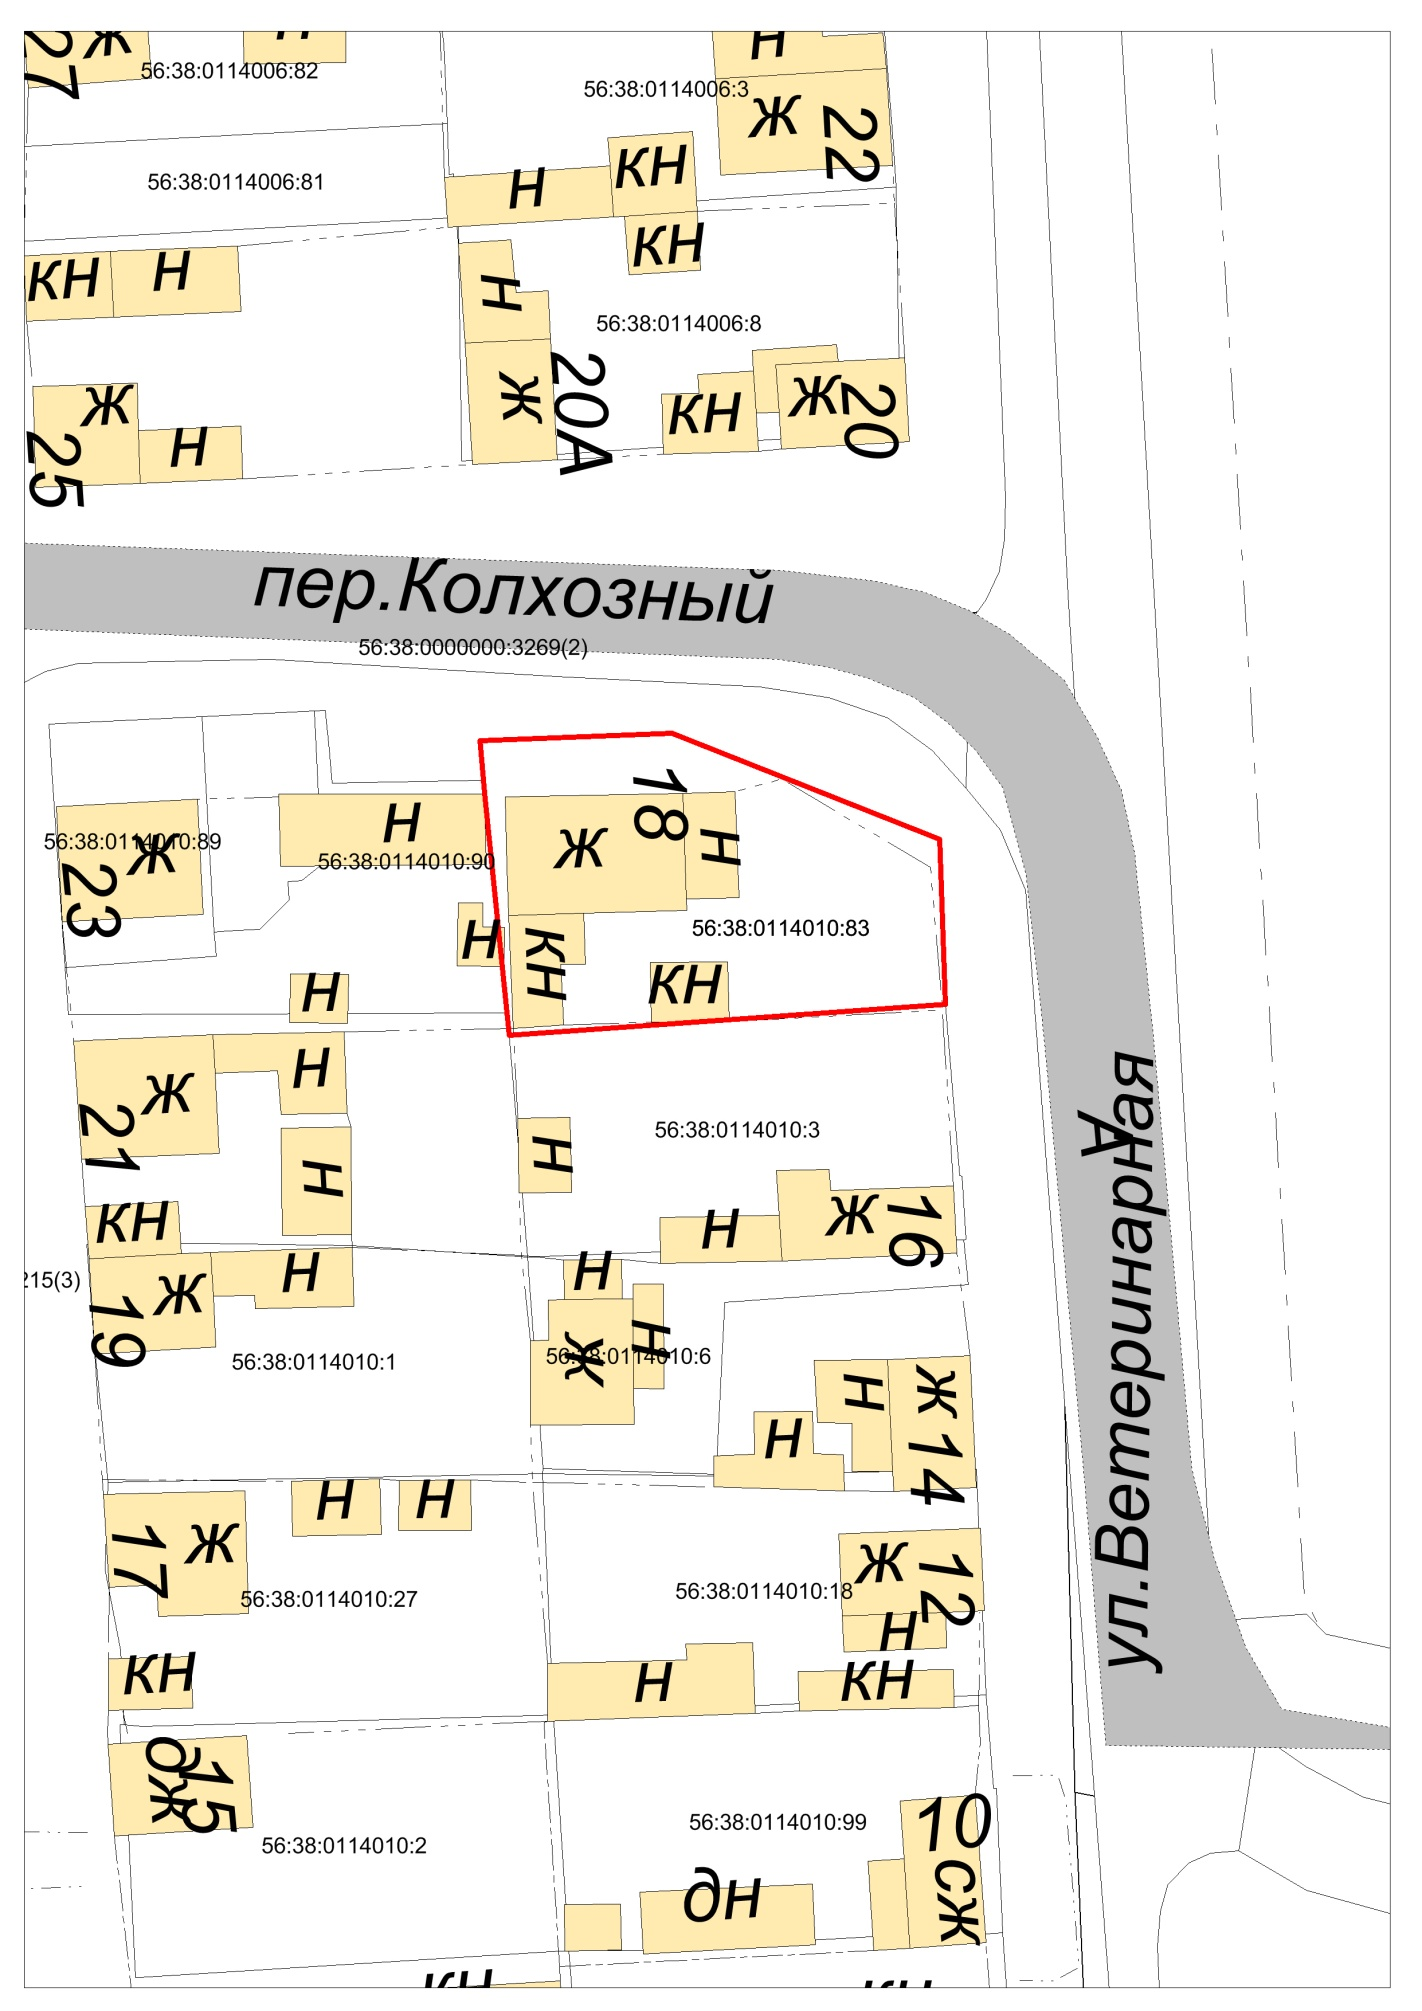 27
Ж
Н
56:38:0114006:82
Н
56:38:0114006:3
Ж
22
КН
Н
56:38:0114006:81
КН
КН
Н
Н
56:38:0114006:8
Ж
20А
КН
Ж
20
Ж
25
Н
пер.Колхозный
56:38:0000000:3269(2)
18
Ж
Н
Н
56:38:0114010:89
Ж
23
56:38:0114010:90
Н
КН
56:38:0114010:83
КН
Н
Ж
21
Н
Н
56:38:0114010:3
Н
А
ул.Ветеринарная
КН
Н
Ж
16
215(3)
Ж
19
Н
Н
Н
Ж
56:38:0114010:6
56:38:0114010:1
Н
Ж
14
Н
17
Ж
Н
Н
56:38:0114010:27
56:38:0114010:18
Ж
12
Н
КН
Н
КН
дж
15
56:38:0114010:2
56:38:0114010:99
10
сж
дн
КН
КН